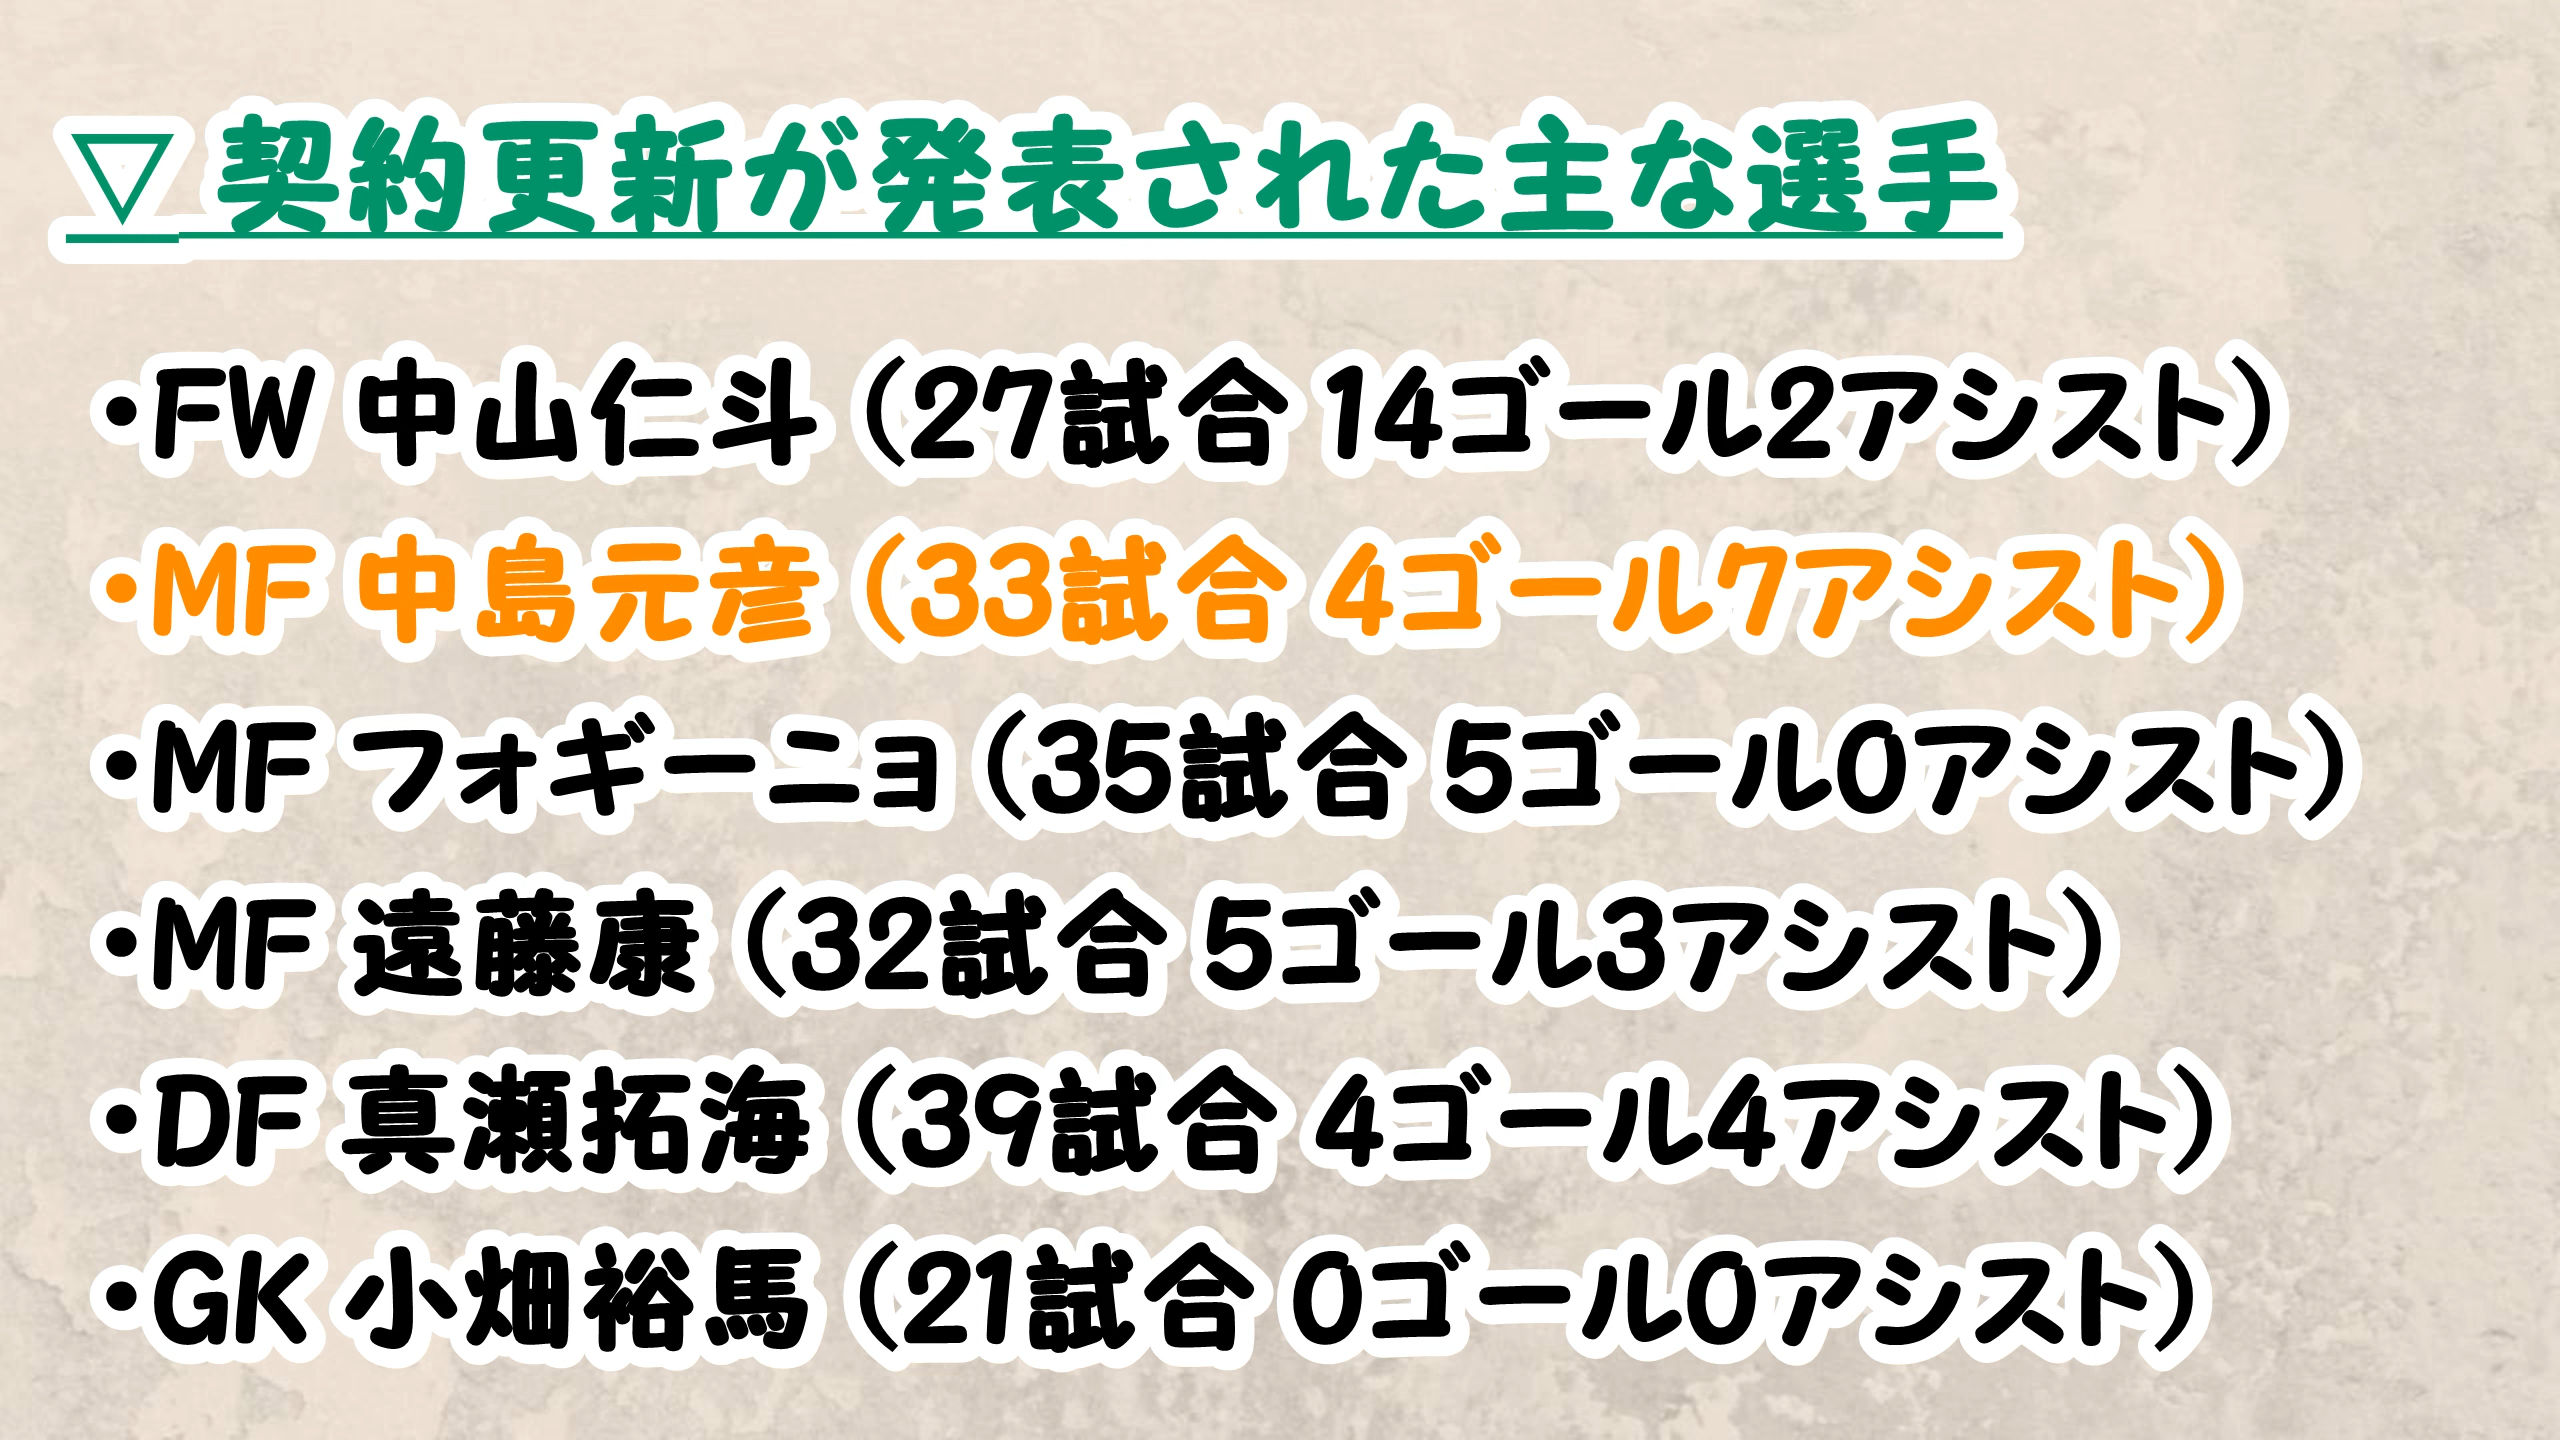 ▽契約更新が発表された主な選手
・FW 中山仁斗（27試合 14ゴール2アシスト）
・MF 中島元彦（33試合 4ゴール7アシスト）
・MF フォギーニョ（35試合 5ゴール0アシスト）
・MF 遠藤康（32試合 5ゴール3アシスト）
・DF 真瀬拓海（39試合 4ゴール4アシスト）
・GK 小畑裕馬（21試合 0ゴール0アシスト）